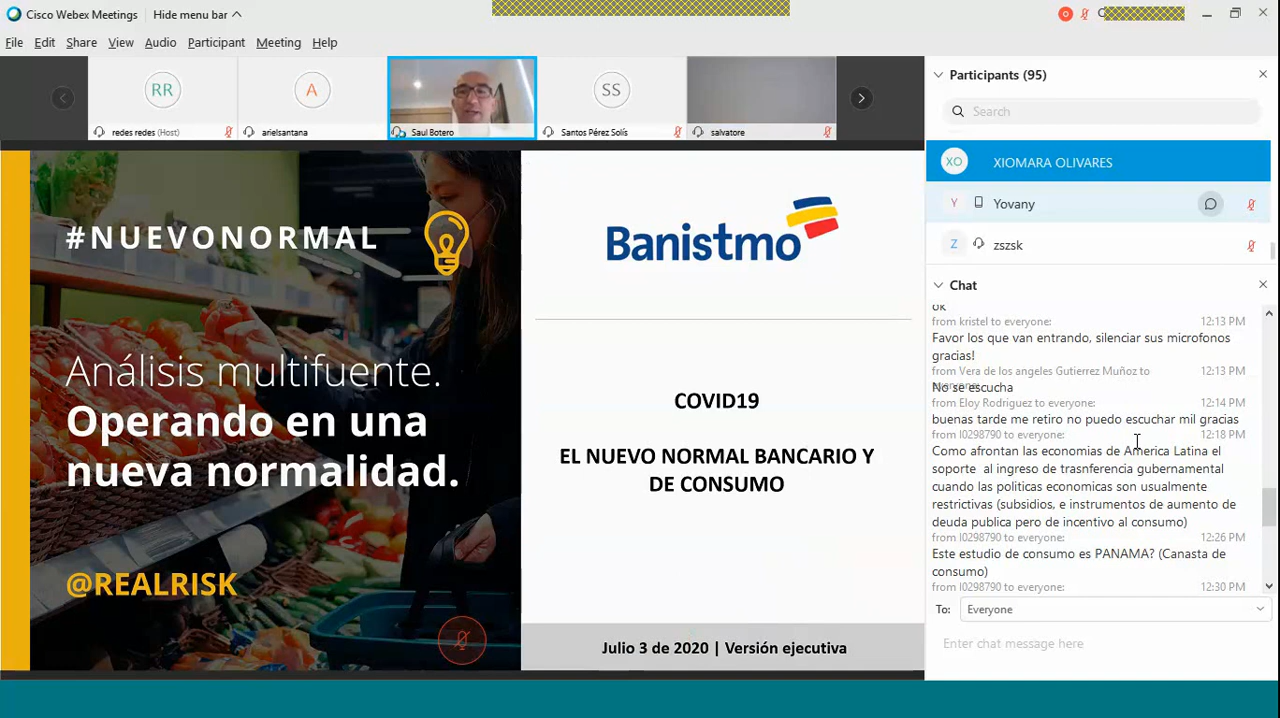 Cisco Webex Meetings
Hide menu bar
File Edit Share View Audio Participant Meeting Help
RR
redes redes (Host)
A
arielsantana
Saul Botero
SS
Santos Pérez Solís
salvatore
#NUEVONORMAL
Análisis multifuente.
Operando en una
nueva normalidad.
@REALRISK
Banistmo
COVID19
EL NUEVO NORMAL BANCARIO Y
DE CONSUMO
Julio 3 de 2020 | Versión ejecutiva
Participants (95)
Search
XO XIOMARA OLIVARES
Y Yovany
Z zszsk
Chat
ok
from kristel to everyone: 12:13 PM
Favor los que van entrando, silenciar sus microfonos
gracias!
from Vera de los angeles Gutierrez Muñoz to 12:13 PM
No se escucha
from Eloy Rodriguez to everyone: 12:14 PM
buenas tarde me retiro no puedo escuchar mil gracias
from I0298790 to everyone: 12:18 PM
Como afrontan las economias de America Latina el
soporte al ingreso de trasnferencia gubernamental
cuando las politicas economicas son usualmente
restrictivas (subsidios, e instrumentos de aumento de
deuda publica pero de incentivo al consumo)
from I0298790 to everyone: 12:26 PM
Este estudio de consumo es PANAMA? (Canasta de
consumo)
from I0298790 to everyone: 12:30 PM
To: Everyone
Enter chat message here